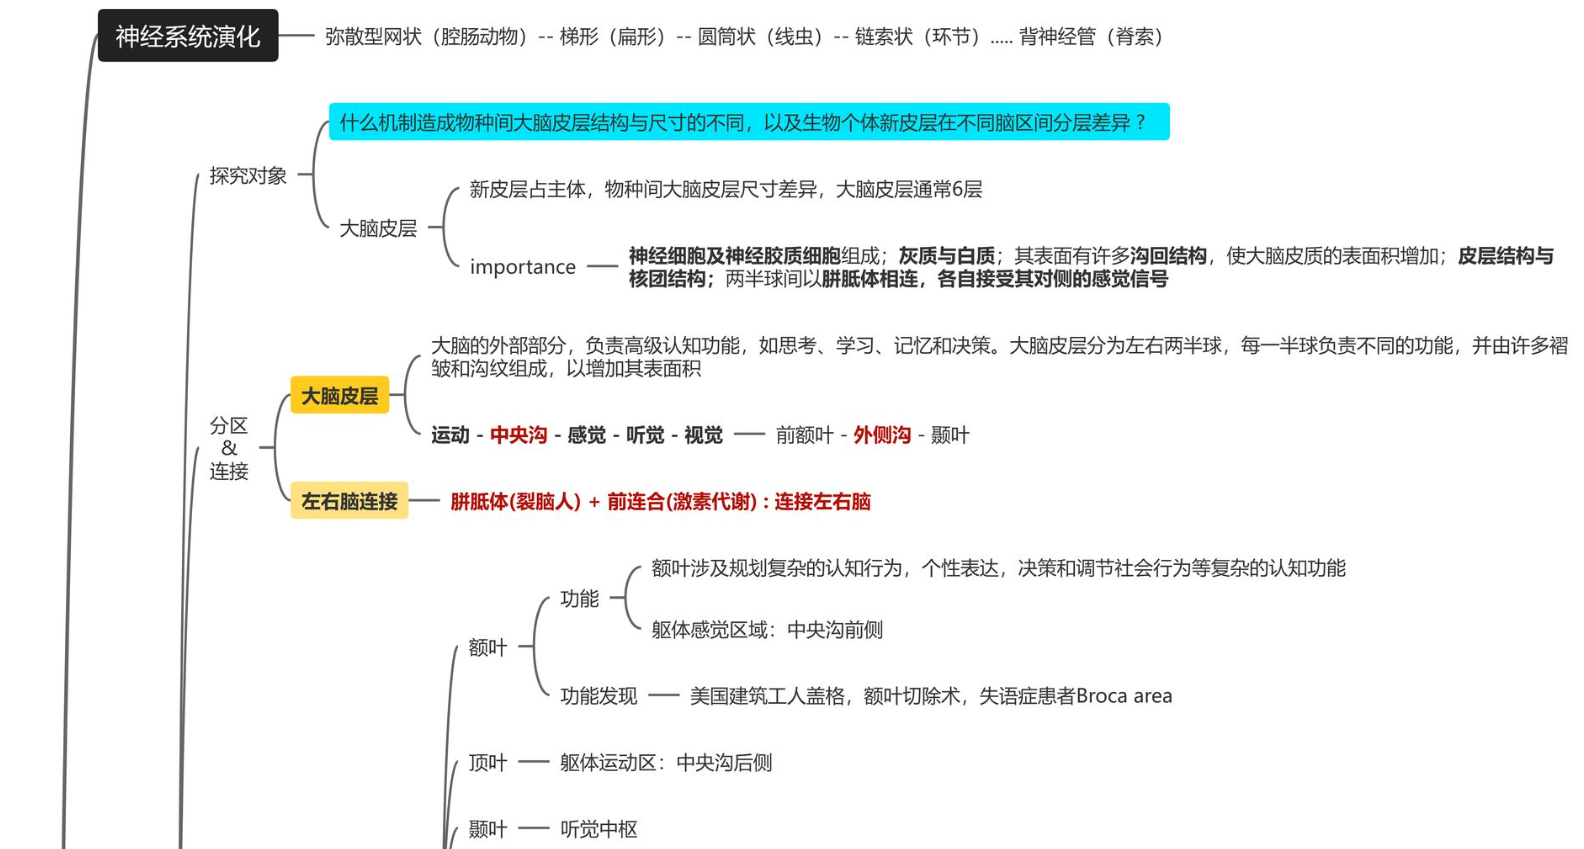 神经系统演化
弥散型网状（腔肠动物）-- 梯形（扁形）-- 圆筒状（线虫）-- 链索状（环节）..... 背神经管（脊索）
什么机制造成物种间大脑皮层结构与尺寸的不同，以及生物个体新皮层在不同脑区间分层差异？
探究对象
新皮层占主体，物种间大脑皮层尺寸差异，大脑皮层通常6层
大脑皮层
importance
神经细胞及神经胶质细胞组成；灰质与白质；其表面有许多沟回结构，使大脑皮质的表面积增加；皮层结构与
核团结构；两半球间以胼胝体相连，各自接受其对侧的感觉信号
大脑的外部部分，负责高级认知功能，如思考、学习、记忆和决策。大脑皮层分为左右两半球，每一半球负责不同的功能，并由许多褶
皱和沟纹组成，以增加其表面积
大脑皮层
运动 - 中央沟 - 感觉 - 听觉 - 视觉
前额叶 - 外侧沟 - 颞叶
分区
&
连接
左右脑连接
胼胝体(裂脑人) + 前连合(激素代谢)：连接左右脑
额叶涉及规划复杂的认知行为，个性表达，决策和调节社会行为等复杂的认知功能
功能
躯体感觉区域：中央沟前侧
额叶
功能发现
美国建筑工人盖格，额叶切除术，失语症患者Broca area
顶叶
躯体运动区：中央沟后侧
颞叶
听觉中枢